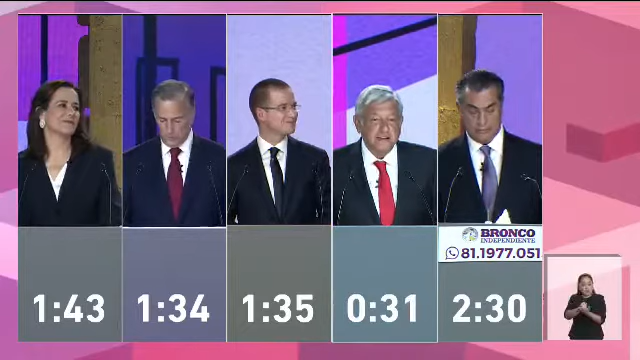 BRONCO
INDEPENDIENTE
81.1977.051
1:43 1:34 1:35 0:31 2:30